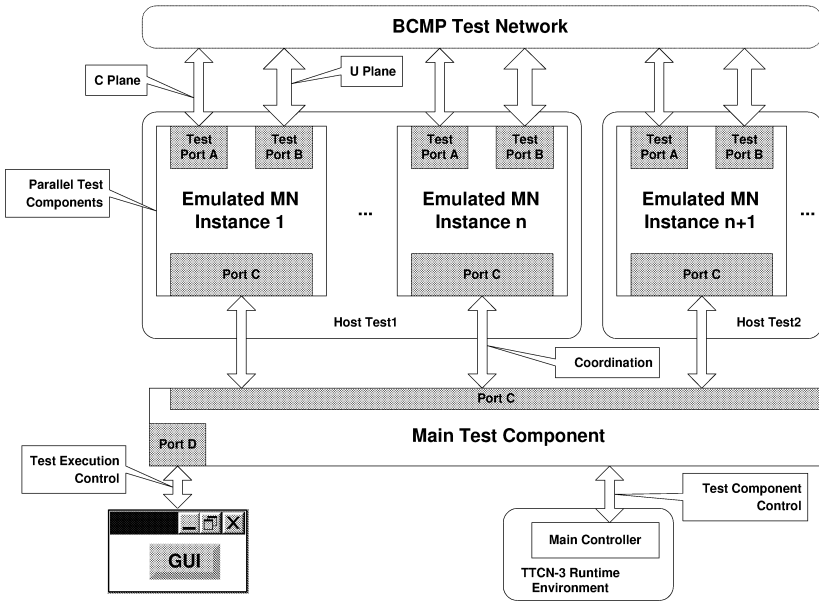 BCMP Test Network
C Plane
U Plane
Test
Port A
Test
Port B
Test
Port A
Test
Port B
Test
Port A
Test
Port B
Parallel Test
Components
Emulated MN
Instance 1
...
Emulated MN
Instance n
...
Emulated MN
Instance n+1
...
Port C
Port C
Port C
Host Test1
Host Test2
Coordination
Port C
Port D
Main Test Component
Test Execution
Control
Test Component
Control
GUI
Main Controller
TTCN-3 Runtime
Environment